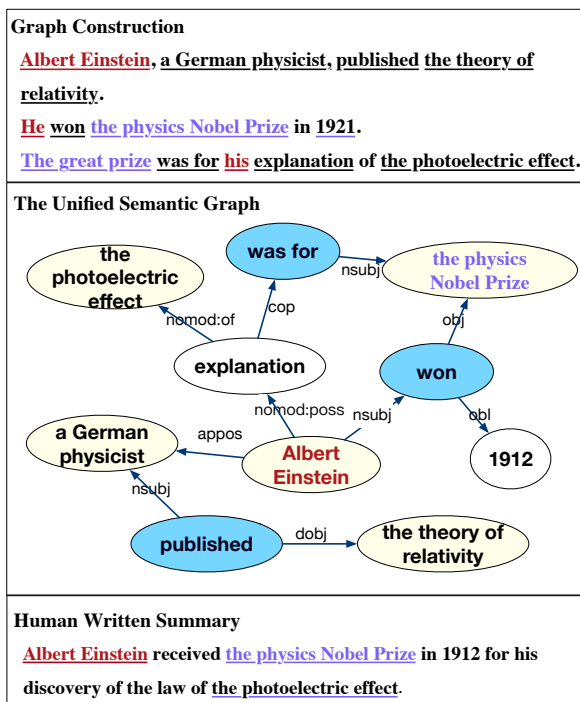 Graph Construction
Albert Einstein, a German physicist, published the theory of
relativity.
He won the physics Nobel Prize in 1921.
The great prize was for his explanation of the photoelectric effect.
The Unified Semantic Graph
the
photoelectric
effect
was for
nsubj
the physics
Nobel Prize
nomod:of
cop
obj
explanation
won
nomod:poss
nsubj
obl
a German
physicist
appos
Albert
Einstein
1912
nsubj
published
dobj
the theory of
relativity
Human Written Summary
Albert Einstein received the physics Nobel Prize in 1912 for his
discovery of the law of the photoelectric effect.